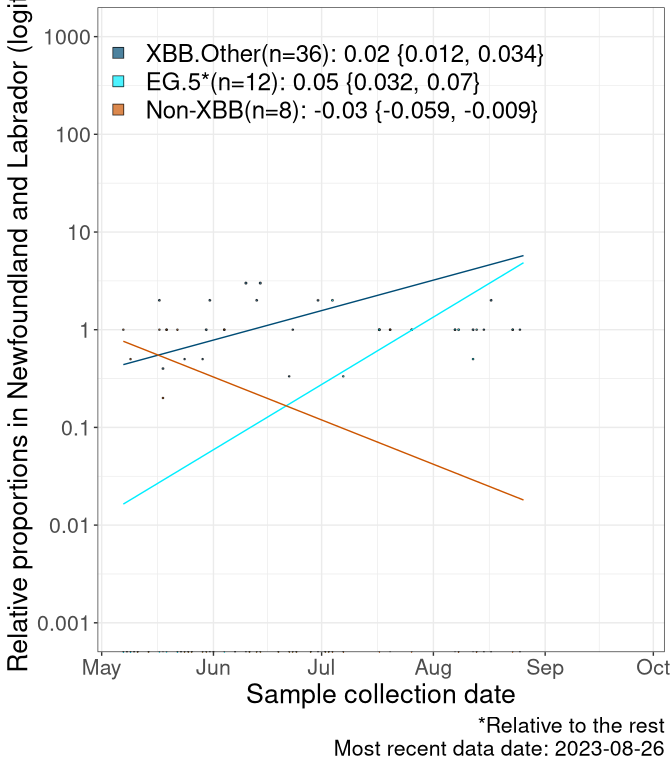 XBB.Other(n=36): 0.02 {0.012, 0.034}
EG.5*(n=12): 0.05 {0.032, 0.07}
Non-XBB(n=8): -0.03 {-0.059, -0.009}
Relative proportions in Newfoundland and Labrador (logit
1000
100
10
1
0.1
0.01
0.001
May Jun Jul Aug Sep Oct
Sample collection date
*Relative to the rest
Most recent data date: 2023-08-26